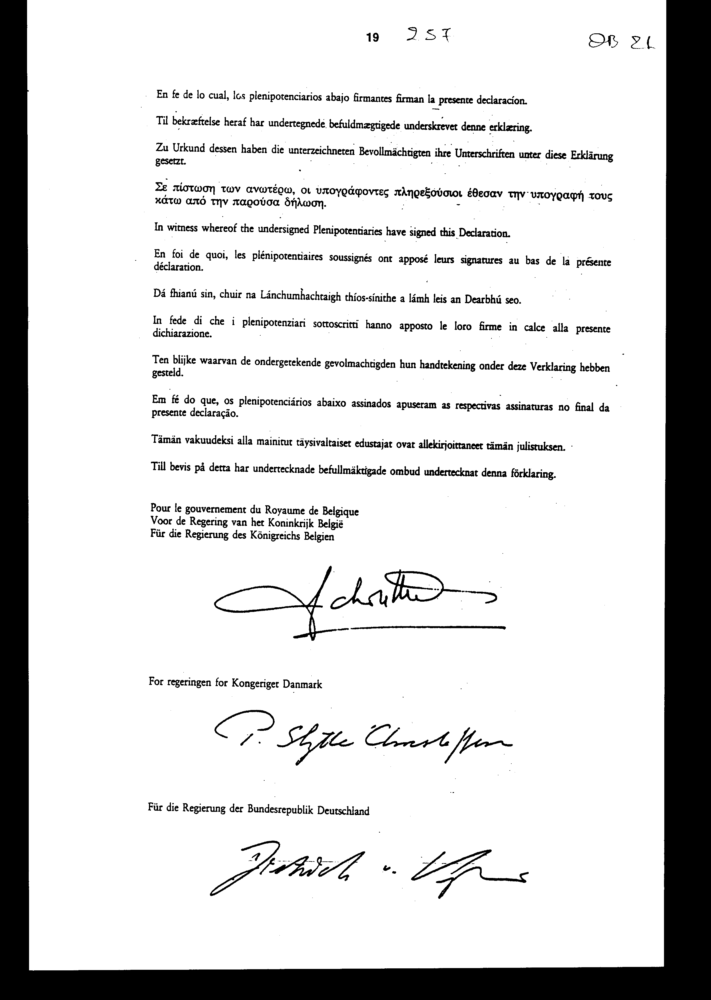 19 257
En fe de lo cual, los plenipotenciarios abajo firmantes firman la presente declaracíon.
Til bekræftelse heraf har undertegnede befuldmægtigede underskrevet denne erklæring.
Zu Urkund dessen haben die unterzeichneten Bevollmächtigten ihre Unterschriften unter diese Erklärung
gesetzt.
Σε πίστωση των ανωτέρω, οι υπογράφοντες πληρεξούσιοι έθεσαν την υπογραφή τους
κάτω από την παρούσα δήλωση.
In witness whereof the undersigned Plenipotentiaries have signed this Declaration.
En foi de quoi, les plénipotentiaires soussignés ont apposé leurs signatures au bas de la présente
déclaration.
Dá fhianú sin, chuir na Lánchumhachtaigh thíos-sínithe a lámh leis an Dearbhú seo.
In fede di che i plenipotenziari sottoscritti hanno apposto le loro firme in calce alla presente
dichiarazione.
Ten blijke waarvan de ondergetekende gevolmachtigden hun handtekening onder deze Verklaring hebben
gesteld.
Em fé do que, os plenipotenciários abaixo assinados apuseram as respectivas assinaturas no final da
presente declaração.
Tämän vakuudeksi alla mainitut täysivaltaiset edustajat ovat allekirjoittaneet tämän julistuksen.
Till bevis på detta har undertecknade befullmäktigade ombud undertecknat denna förklaring.
Pour le gouvernement du Royaume de Belgique
Voor de Regering van het Koninkrijk België
Für die Regierung des Königreichs Belgien
For regeringen for Kongeriget Danmark
P.
Für die Regierung der Bundesrepublik Deutschland